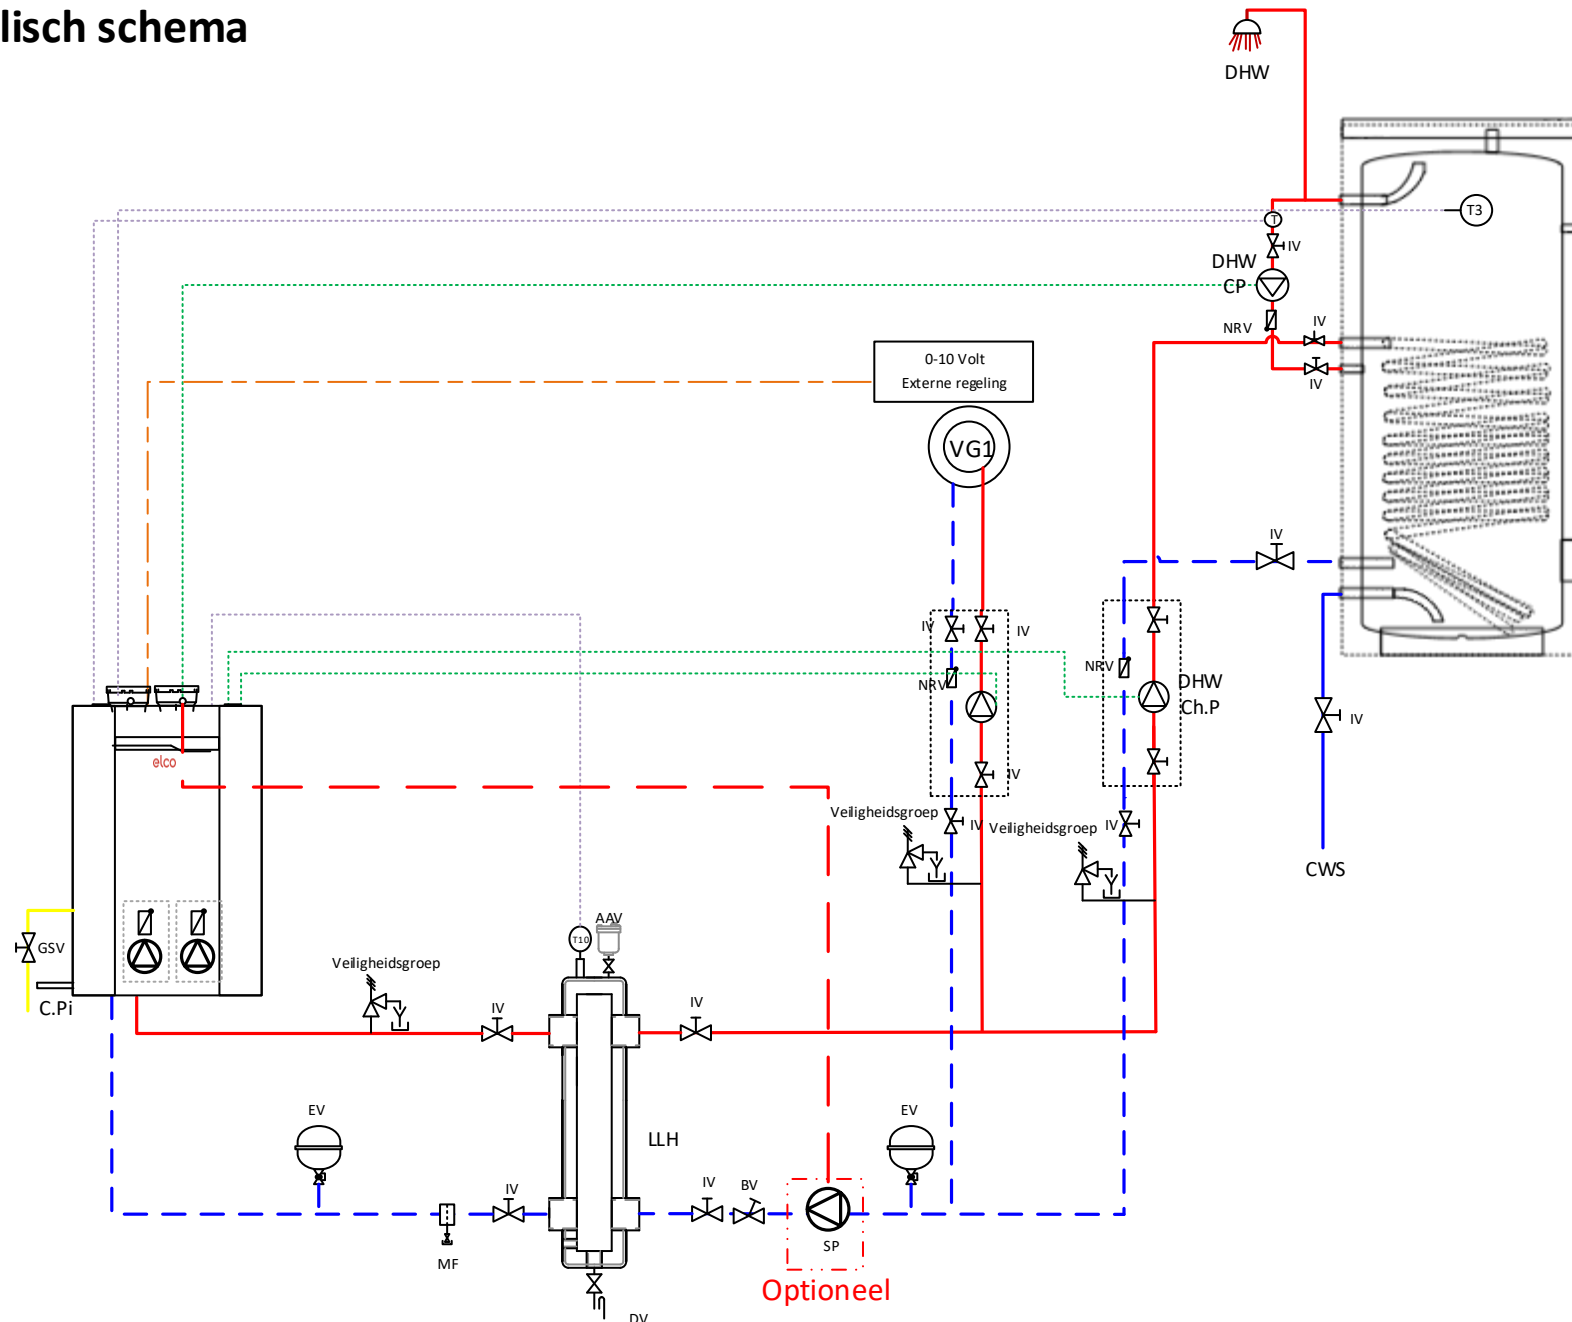 lisch schema
DHW
T3
T
IV
DHW
CP
NRV
IV
IV
0-10 Volt
Externe regeling
VG1
IV
IV
IV
NRV
NRV
DHW
Ch.P
IV
IV
elco
Veiligheidsgroep
IV
Veiligheidsgroep
IV
CWS
GSV
C.Pi
Veiligheidsgroep
T10
AAV
IV
IV
EV
EV
LLH
IV
IV
BV
MF
SP
Optioneel
DV